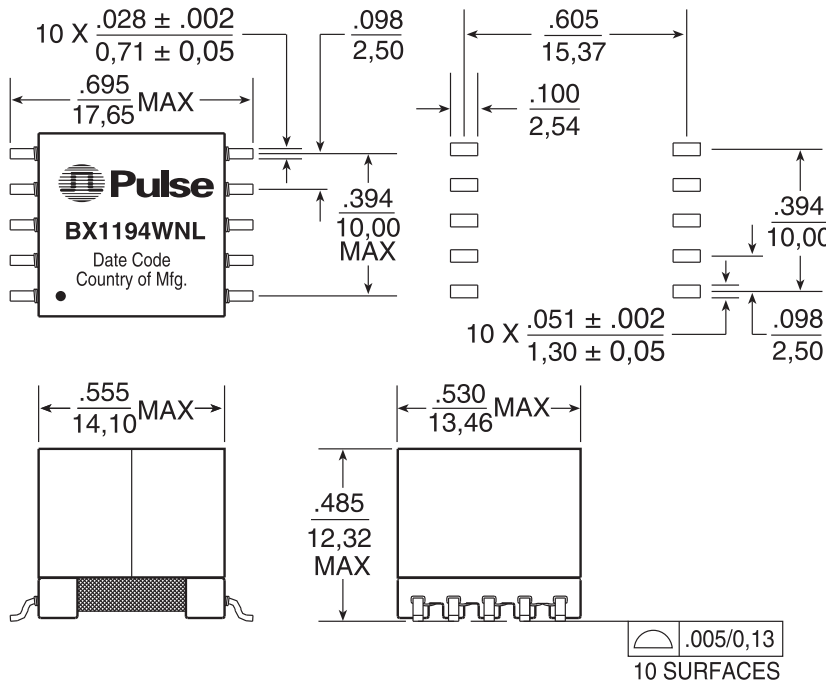 10 X .028 ± .002
0,71 ± 0,05
.098
2,50
.695
17,65 MAX
.605
15,37
.100
2,54
Pulse
BX1194WNL
Date Code
Country of Mfg.
.394
10,00
MAX
.394
10,00
10 X .051 ± .002
1,30 ± 0,05
.098
2,50
.555
14,10 MAX
.530
13,46 MAX
.485
12,32
MAX
.005/0,13
10 SURFACES